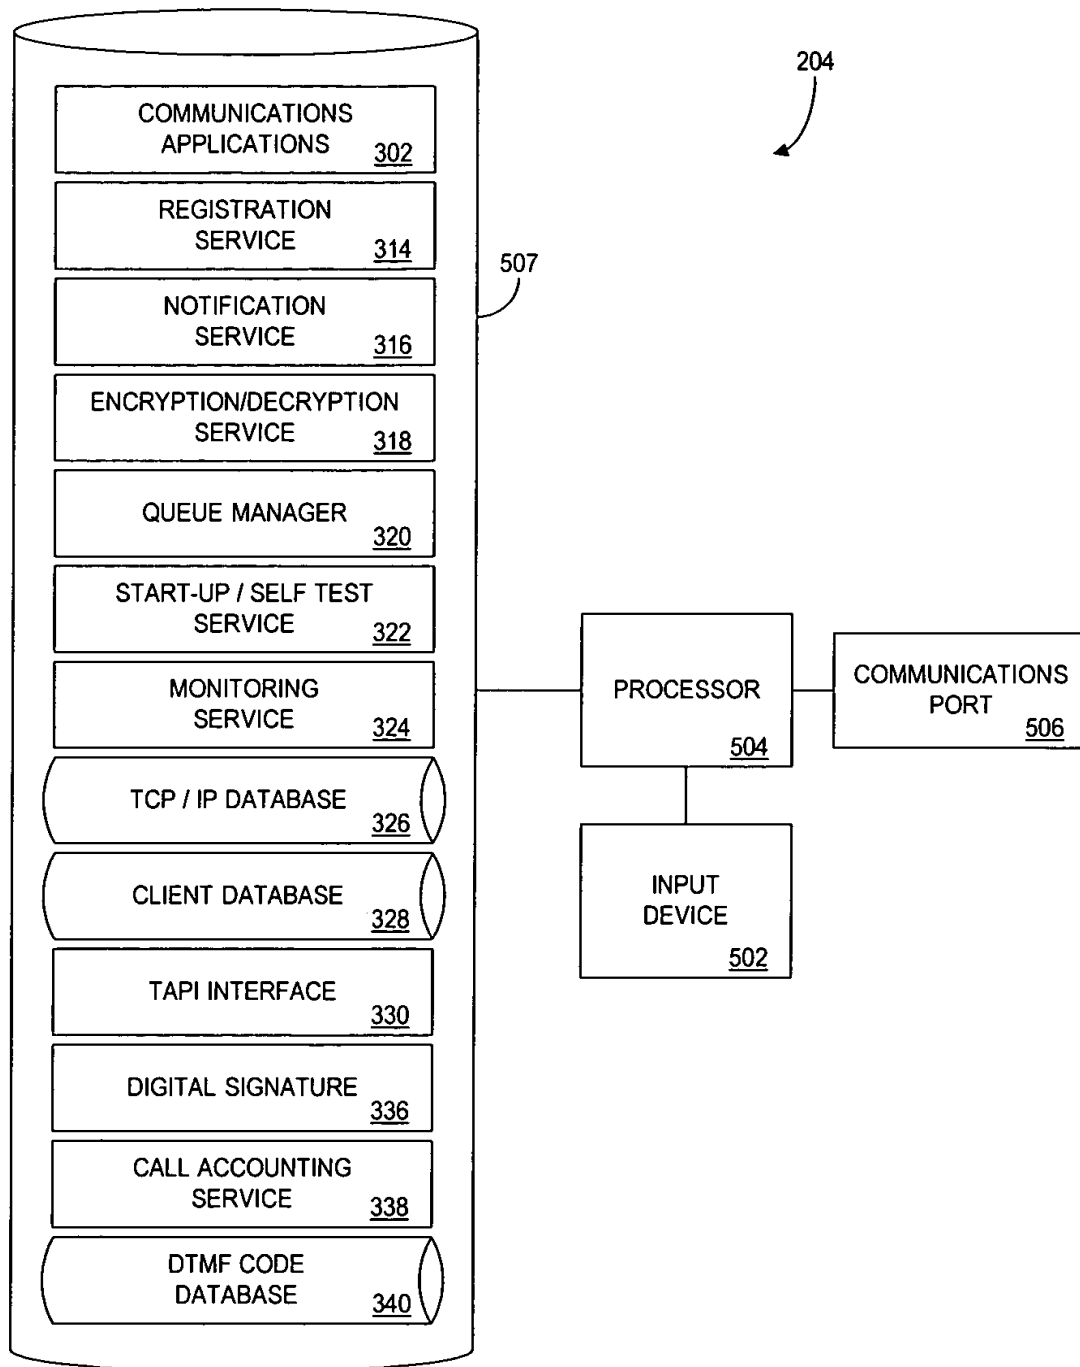 204
COMMUNICATIONS
APPLICATIONS
302
REGISTRATION
SERVICE
314
507
NOTIFICATION
SERVICE
316
ENCRYPTION/DECRYPTION
SERVICE
318
QUEUE MANAGER
320
START-UP / SELF TEST
SERVICE
322
MONITORING
SERVICE
324
PROCESSOR
504
COMMUNICATIONS
PORT
506
TCP / IP DATABASE
326
CLIENT DATABASE
328
INPUT
DEVICE
502
TAPI INTERFACE
330
DIGITAL SIGNATURE
336
CALL ACCOUNTING
SERVICE
338
DTMF CODE
DATABASE
340